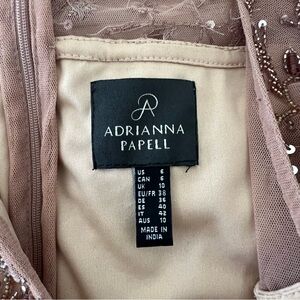 ADRIANNA
PAPELL
US 6
CAN 6
UK 10
EU/FR 38
DE 36
ES 40
IT 42
AUS 10
MADE IN
INDIA